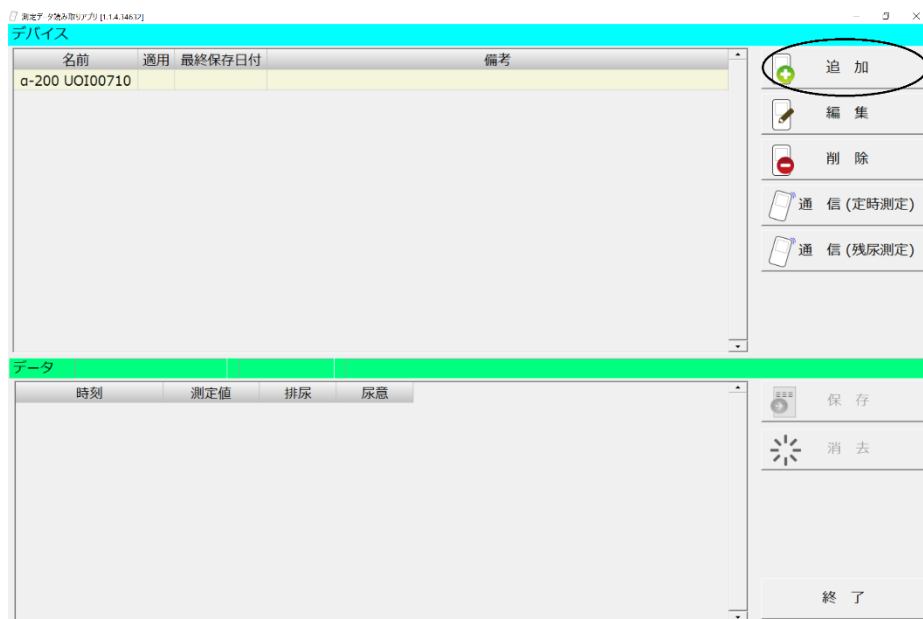 測定データ読み取りアプリ [1.1.4.34632]
デバイス
名前 適用 最終保存日付 備考
α-200 UOI00710
追 加
編 集
削 除
通 信 (定時測定)
通 信 (残尿測定)
データ
時刻 測定値 排尿 尿意
保 存
消 去
終 了